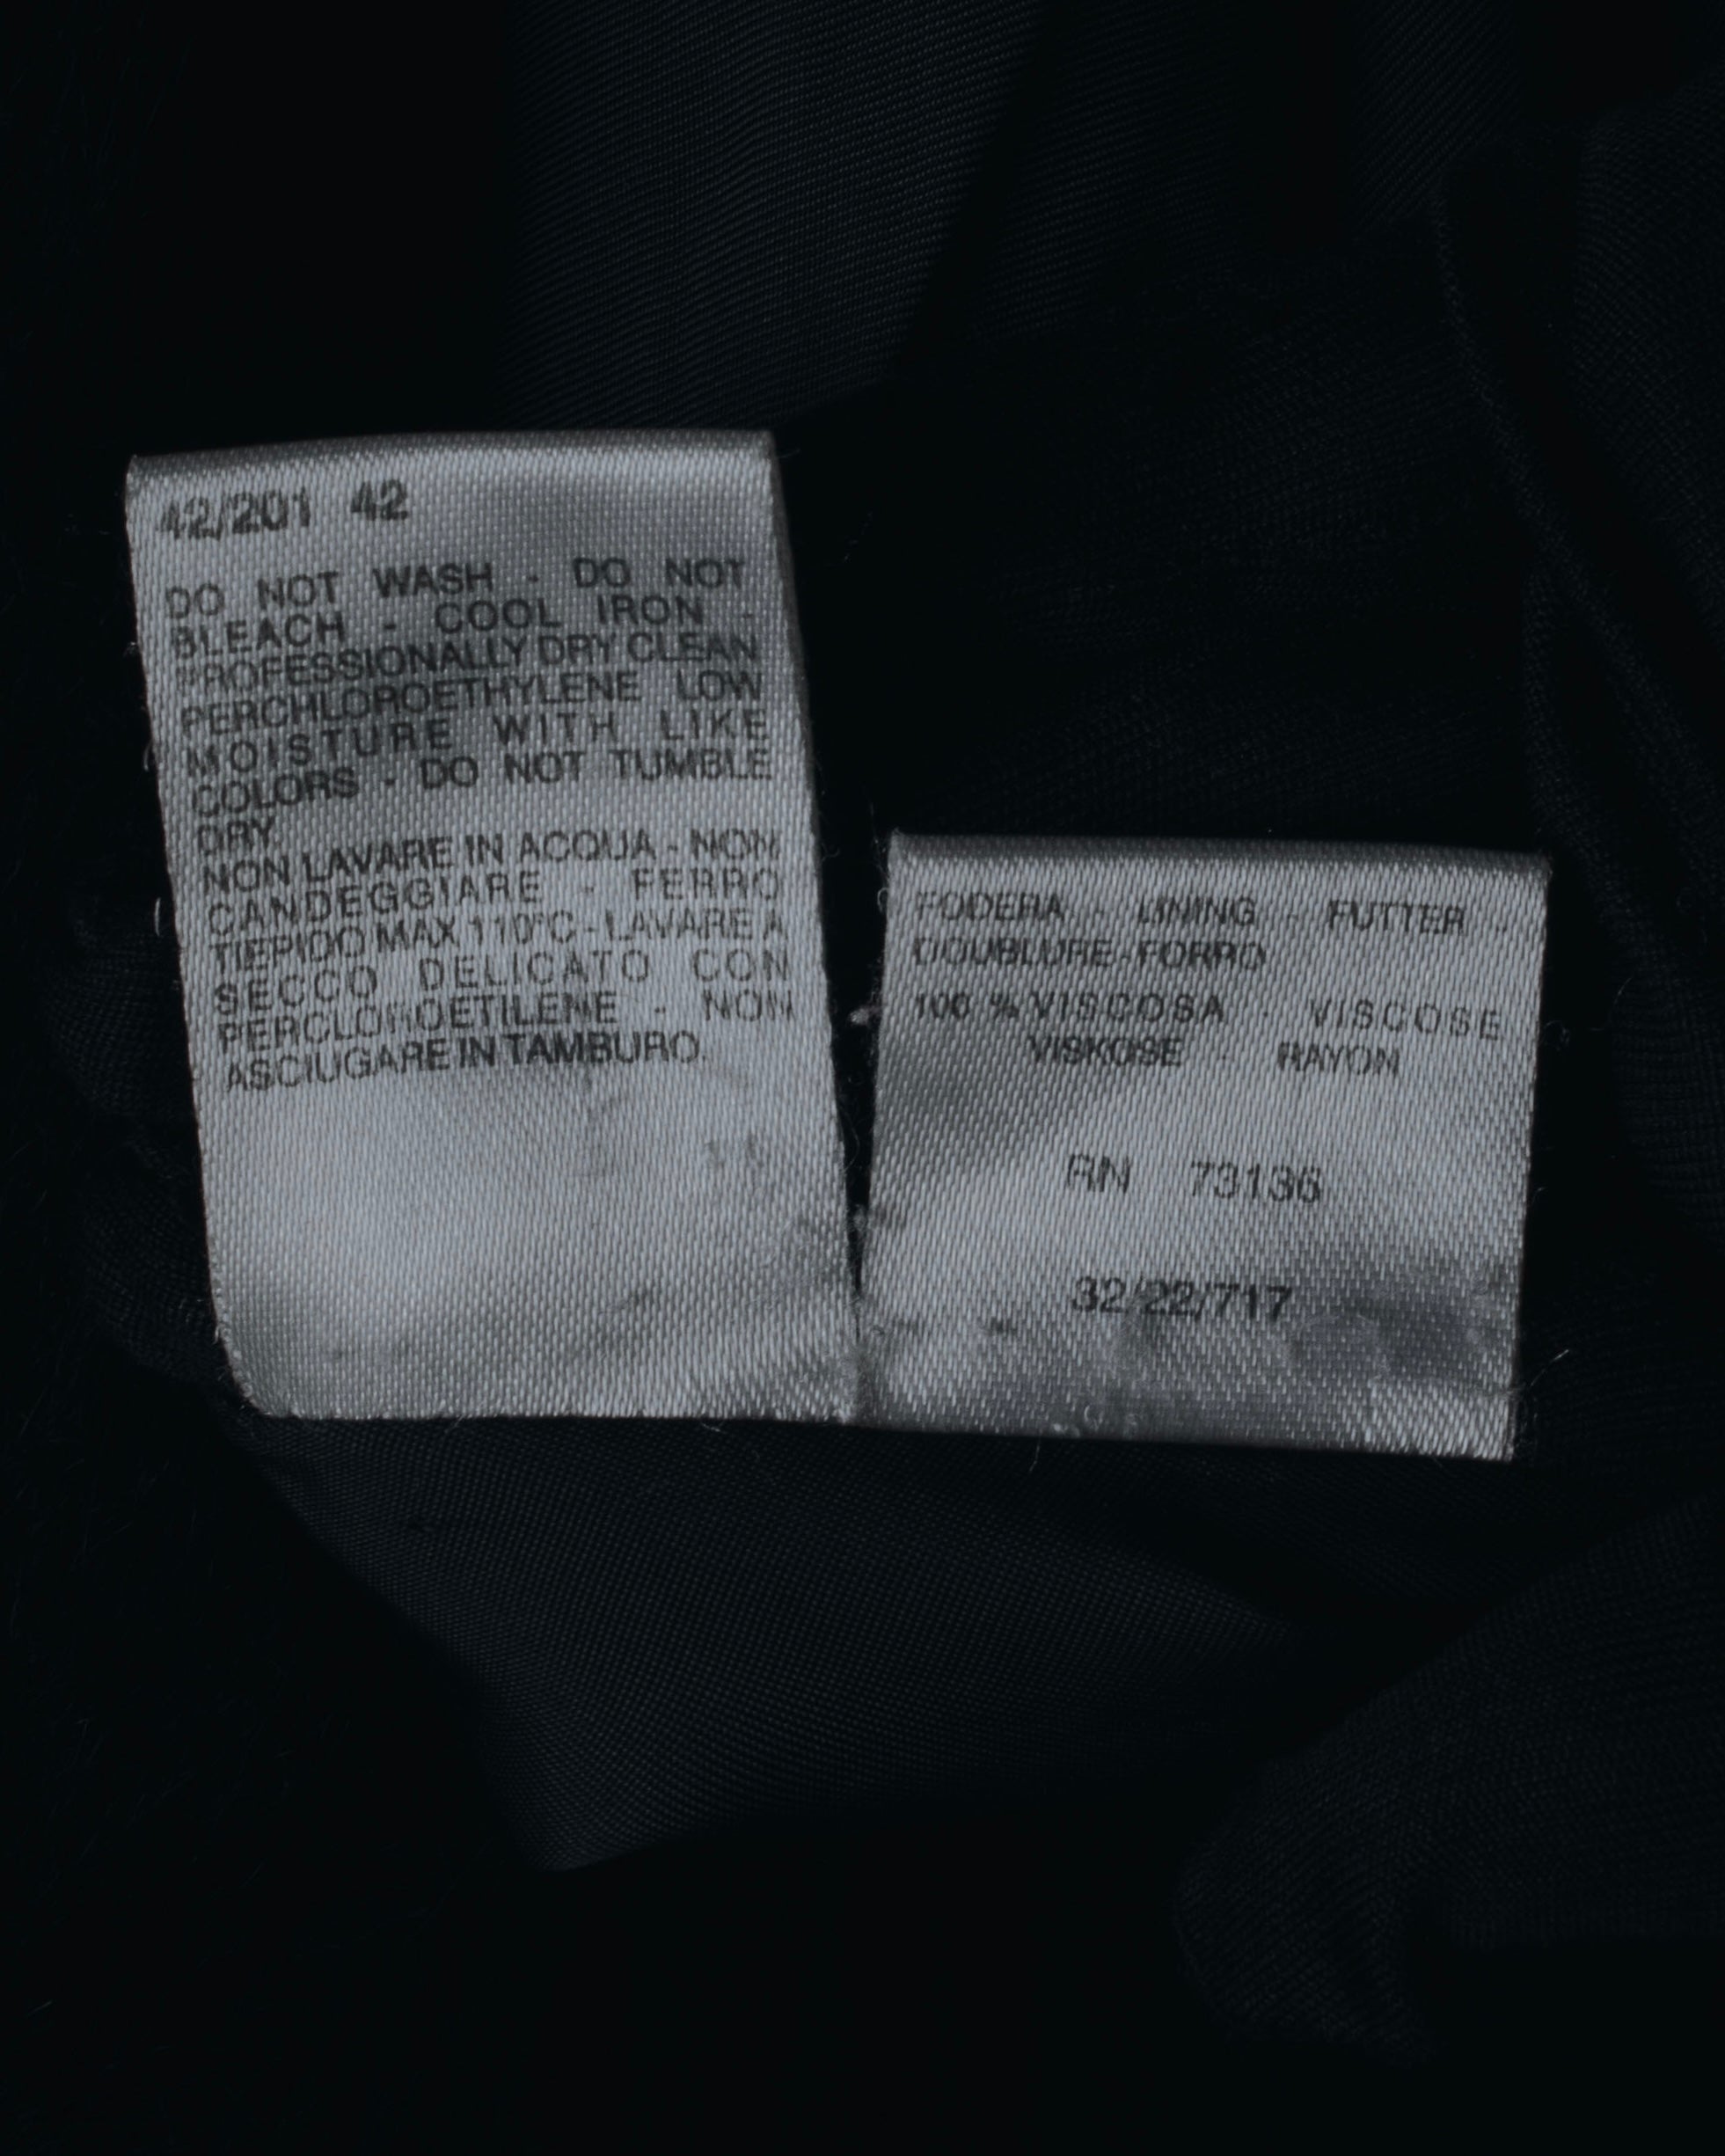 42/201 42
DO NOT WASH - DO NOT
BLEACH - COOL IRON -
PROFESSIONALLY DRY CLEAN
PERCHLOROETHYLENE LOW
MOISTURE WITH LIKE
COLORS - DO NOT TUMBLE
DRY
NON LAVARE IN ACQUA - NON
CANDEGGIARE - FERRO
TIEPIDO MAX 110°C - LAVARE A
SECCO DELICATO CON
PERCLOROETILENE - NON
ASCIUGARE IN TAMBURO.
FODERA - LINING - FUTTER -
DOUBLURE-FORRO
100 % VISCOSA - VISCOSE
VISKOSE - RAYON
RN 73136
32/22/717